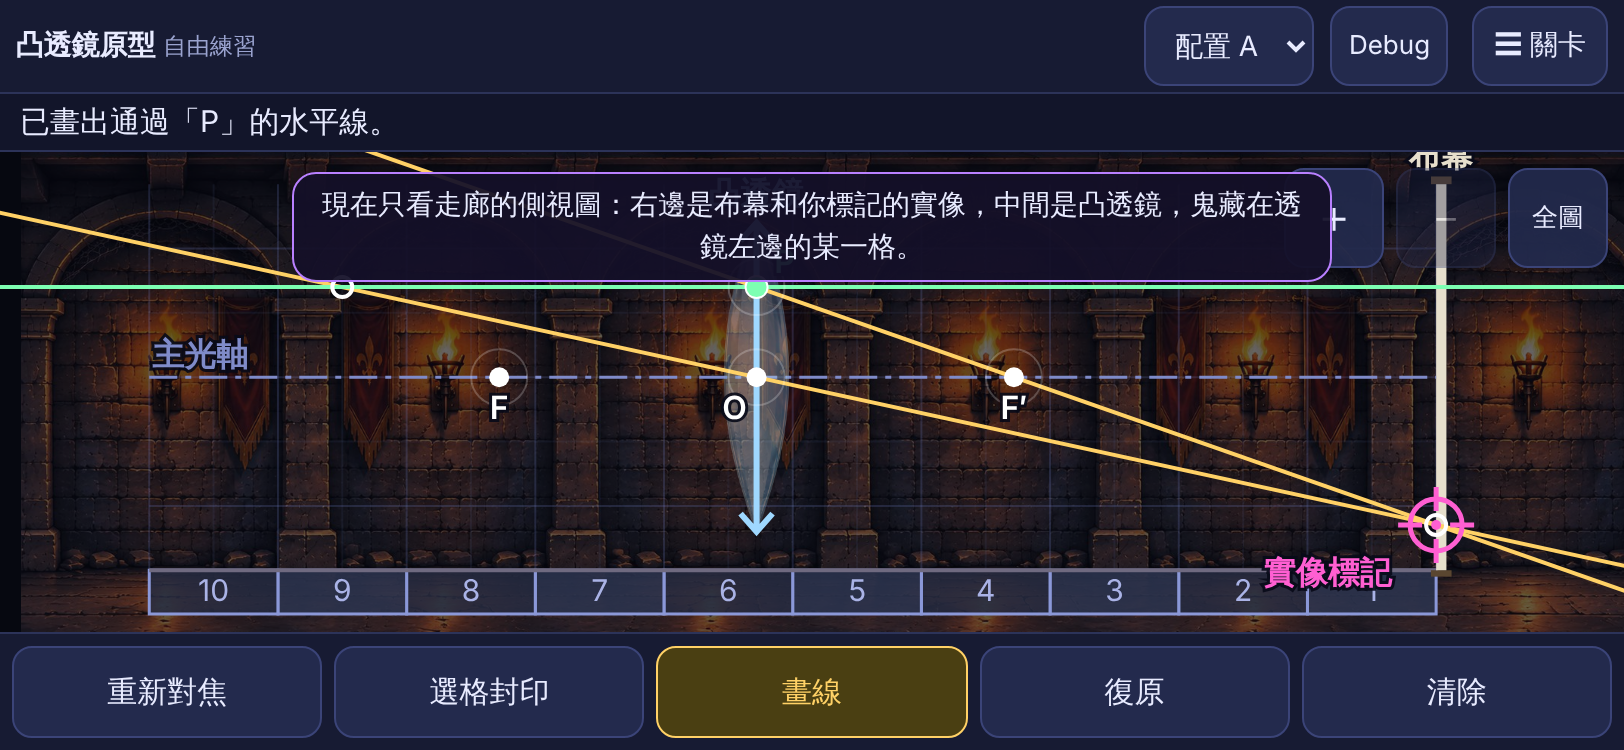 凸透鏡原型 自由練習
配置 A
Debug
☰ 關卡
已畫出通過「P」的水平線。
布幕
現在只看走廊的側視圖：右邊是布幕和你標記的實像，中間是凸透鏡，鬼藏在透
鏡左邊的某一格。
+
−
全圖
主光軸
F
O
F′
實像標記
10 9 8 7 6 5 4 3 2 1
重新對焦
選格封印
畫線
復原
清除